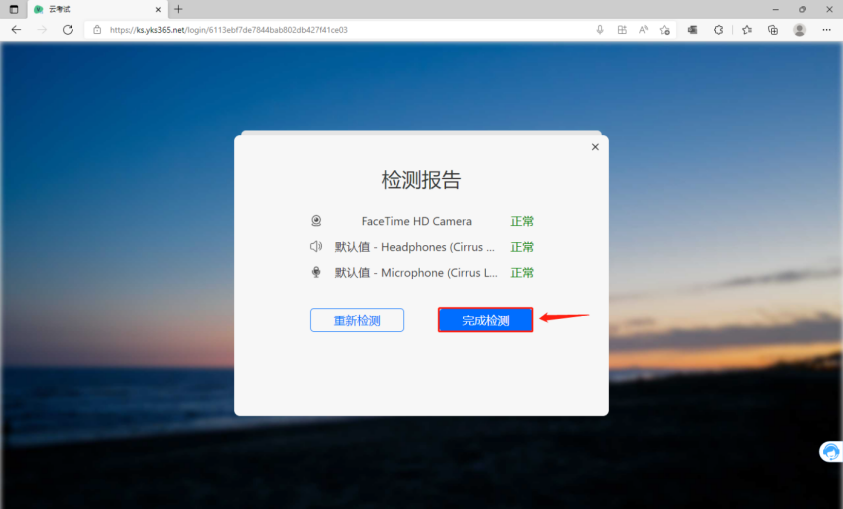 云考试
https://ks.yks365.net/login/6113ebf7de7844bab802db427f41ce03
检测报告
FaceTime HD Camera 正常
默认值 - Headphones (Cirrus ... 正常
默认值 - Microphone (Cirrus L... 正常
重新检测 完成检测